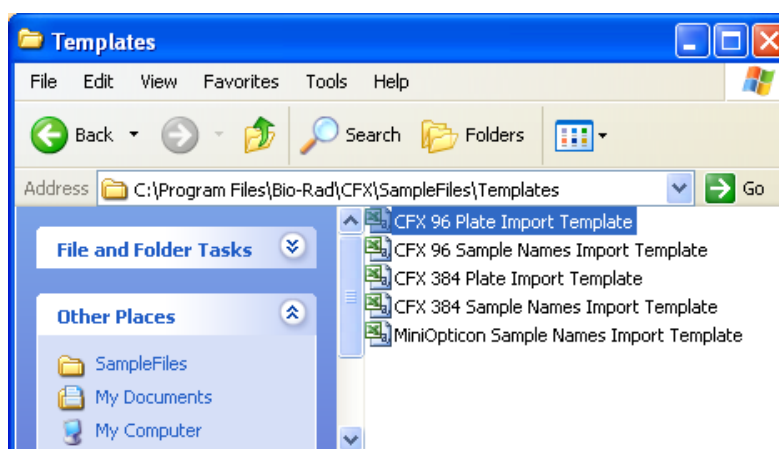 Templates
File Edit View Favorites Tools Help
Back Search Folders
Address C:\Program Files\Bio-Rad\CFX\SampleFiles\Templates Go
File and Folder Tasks
Other Places
SampleFiles
My Documents
My Computer
CFX 96 Plate Import Template
CFX 96 Sample Names Import Template
CFX 384 Plate Import Template
CFX 384 Sample Names Import Template
MiniOpticon Sample Names Import Template